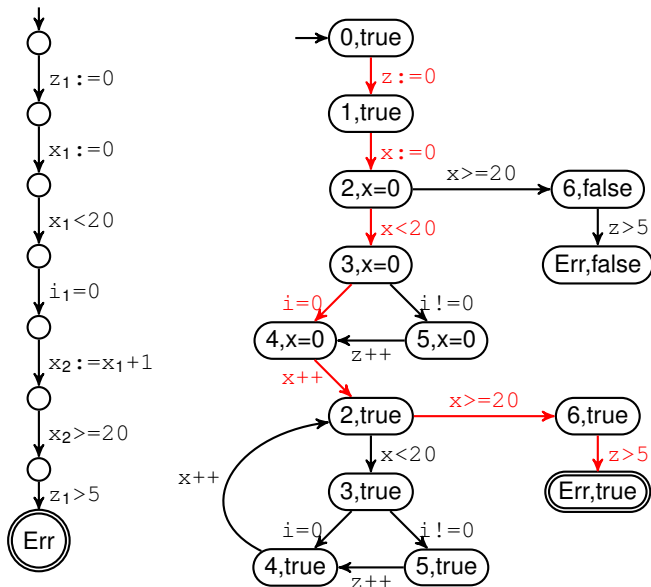 z1:=0
x1:=0
x1<20
i1=0
x2:=x1+1
x2>=20
z1>5
Err
0,true
z:=0
1,true
x:=0
2,x=0
x>=20
6,false
x<20
z>5
3,x=0
Err,false
i=0
i!=0
4,x=0
z++
5,x=0
x++
2,true
x>=20
6,true
x++
x<20
z>5
3,true
Err,true
i=0
i!=0
4,true
z++
5,true